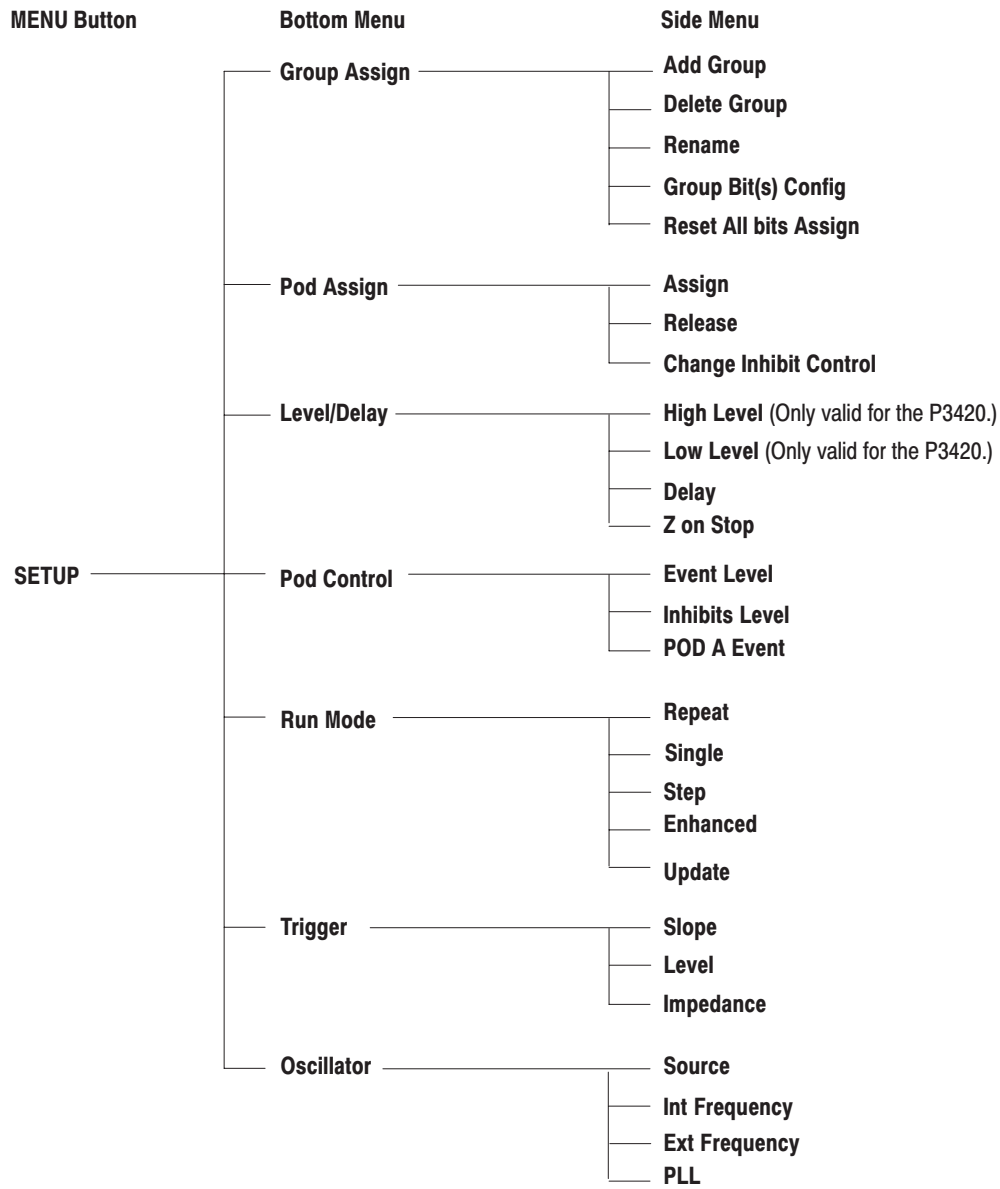 MENU Button Bottom Menu Side Menu
Group Assign Add Group
Delete Group
Rename
Group Bit(s) Config
Reset All bits Assign
Pod Assign Assign
Release
Change Inhibit Control
Level/Delay High Level (Only valid for the P3420.)
Low Level (Only valid for the P3420.)
Delay
Z on Stop
SETUP Pod Control Event Level
Inhibits Level
POD A Event
Run Mode Repeat
Single
Step
Enhanced
Update
Trigger Slope
Level
Impedance
Oscillator Source
Int Frequency
Ext Frequency
PLL